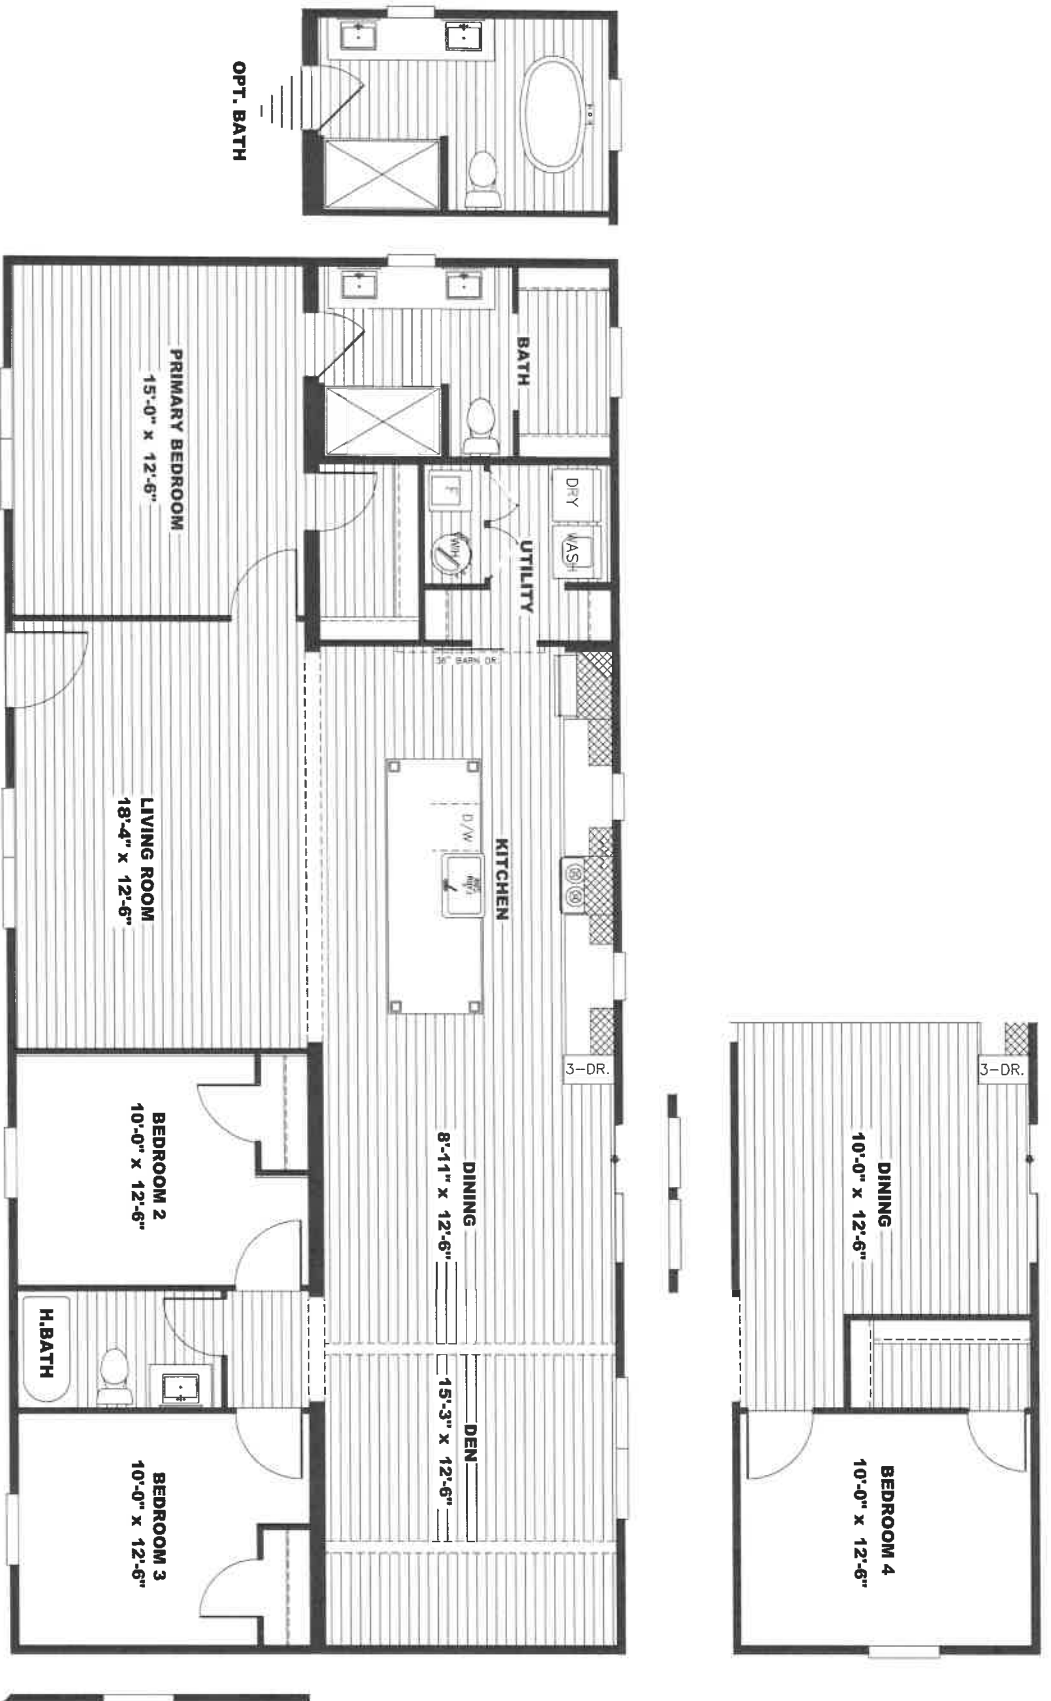 OPT. BATH
BATH
PRIMARY BEDROOM
15'-0" x 12'-6"
DRY
WASH
F
WH
UTILITY
36" BARN DR.
KITCHEN
D/W
LIVING ROOM
18'-4" x 12'-6"
3-DR.
DINING
8'-11" x 12'-6"
BEDROOM 2
10'-0" x 12'-6"
H.BATH
DEN
15'-3" x 12'-6"
BEDROOM 3
10'-0" x 12'-6"
3-DR.
DINING
10'-0" x 12'-6"
BEDROOM 4
10'-0" x 12'-6"